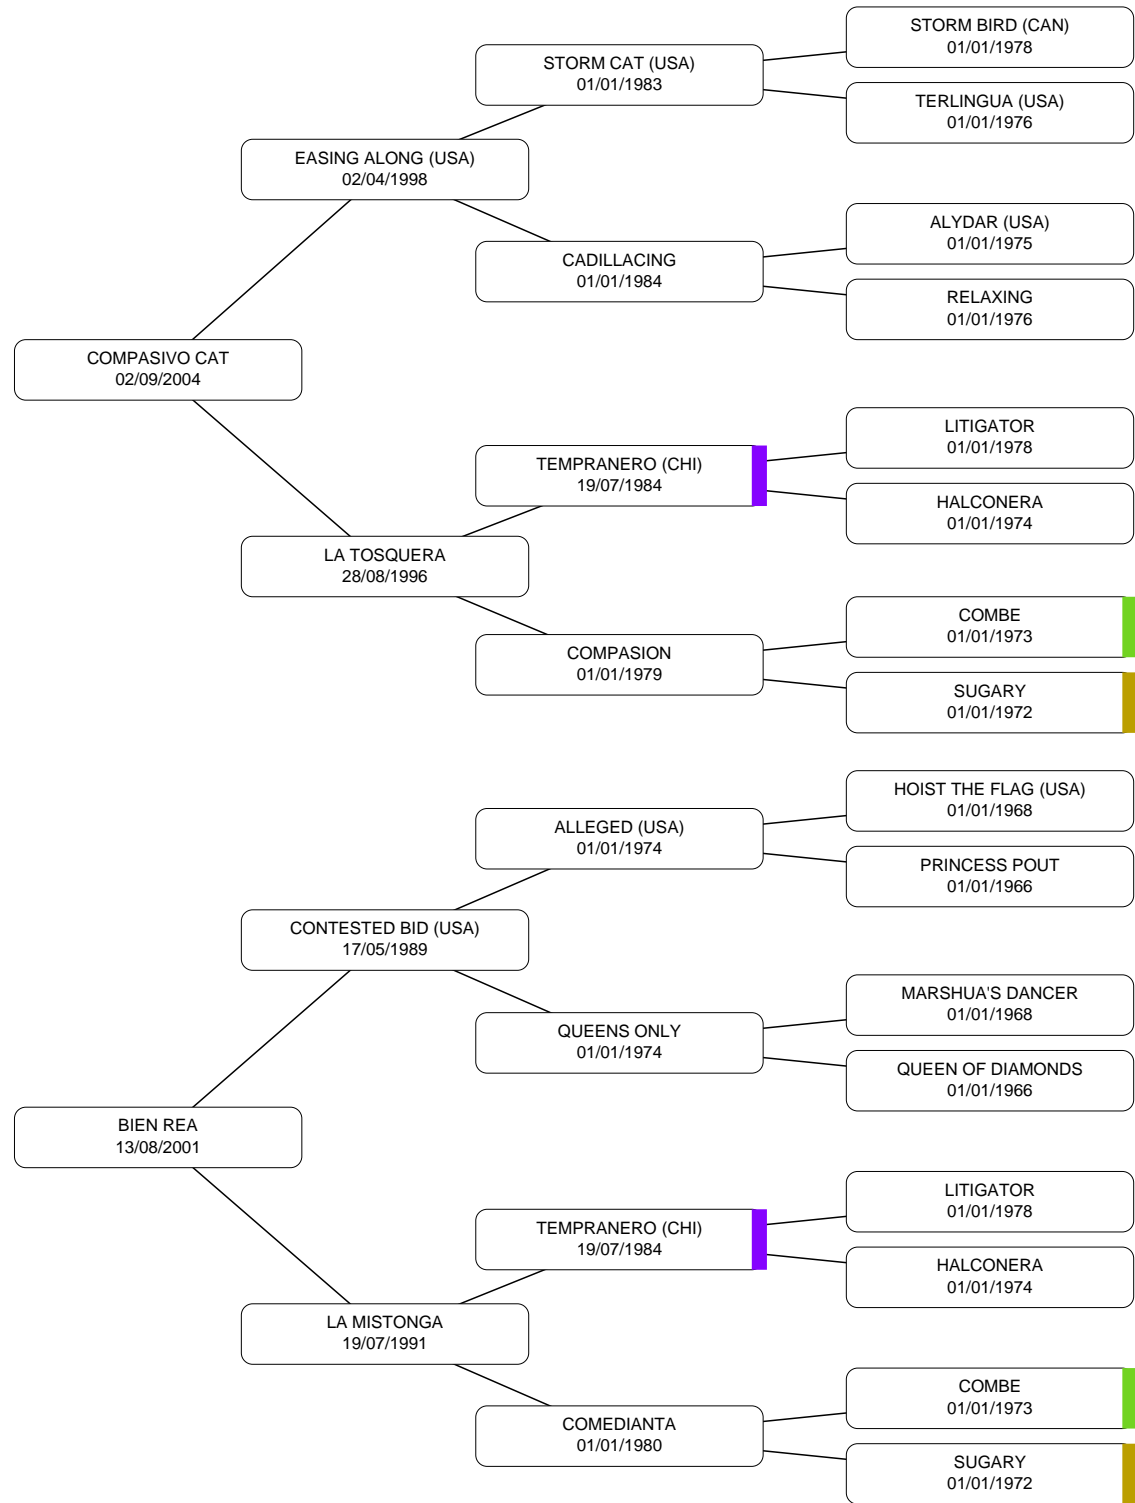 STORM BIRD (CAN)
01/01/1978
STORM CAT (USA)
01/01/1983
TERLINGUA (USA)
01/01/1976
EASING ALONG (USA)
02/04/1998
ALYDAR (USA)
01/01/1975
CADILLACING
01/01/1984
RELAXING
01/01/1976
COMPASIVO CAT
02/09/2004
LITIGATOR
01/01/1978
TEMPRANERO (CHI)
19/07/1984
HALCONERA
01/01/1974
LA TOSQUERA
28/08/1996
COMBE
01/01/1973
COMPASION
01/01/1979
SUGARY
01/01/1972
HOIST THE FLAG (USA)
01/01/1968
ALLEGED (USA)
01/01/1974
PRINCESS POUT
01/01/1966
CONTESTED BID (USA)
17/05/1989
MARSHUA'S DANCER
01/01/1968
QUEENS ONLY
01/01/1974
QUEEN OF DIAMONDS
01/01/1966
BIEN REA
13/08/2001
LITIGATOR
01/01/1978
TEMPRANERO (CHI)
19/07/1984
HALCONERA
01/01/1974
LA MISTONGA
19/07/1991
COMBE
01/01/1973
COMEDIANTA
01/01/1980
SUGARY
01/01/1972